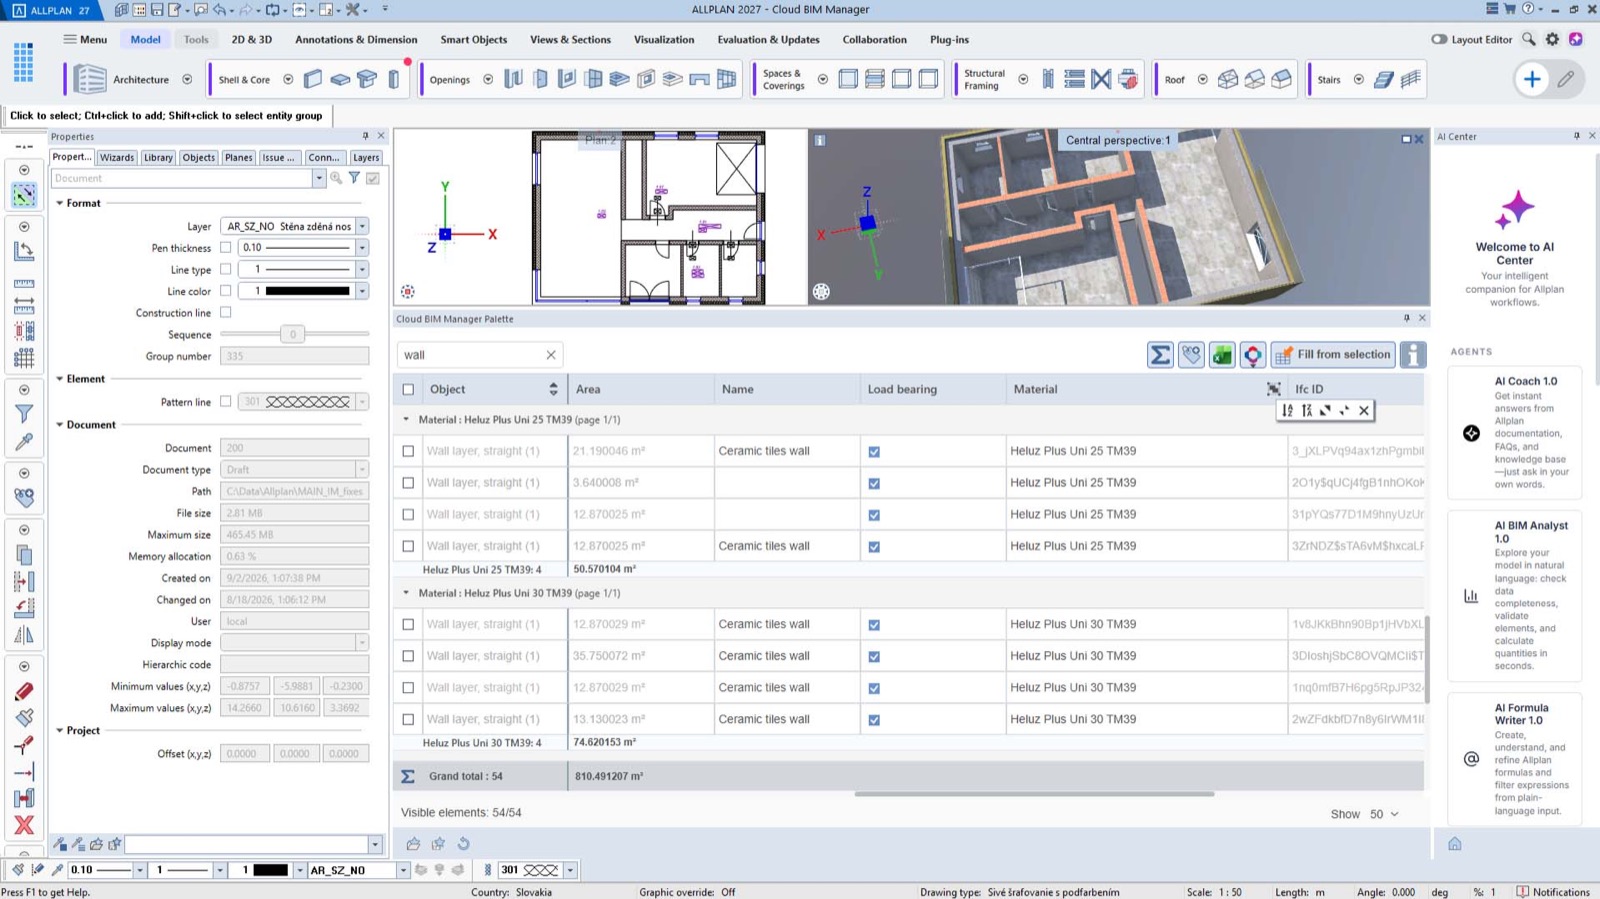 ALLPLAN 27
ALLPLAN 2027 - Cloud BIM Manager
Menu
Model
Tools
2D & 3D
Annotations & Dimension
Smart Objects
Views & Sections
Visualization
Evaluation & Updates
Collaboration
Plug-ins
Layout Editor
Architecture
Shell & Core
Openings
Spaces & Coverings
Structural Framing
Roof
Stairs
Click to select; Ctrl+click to add; Shift+click to select entity group
Properties
Propert... Wizards Library Objects Planes Issue ... Conn... Layers
Document
Format
Layer AR_SZ_NO Stěna zděná nos
Pen thickness 0.10
Line type 1
Line color 1
Construction line
Sequence 0
Group number 335
Element
Pattern line 301
Document
Document 200
Document type Draft
Path C:\Data\Allplan\MAIN_IM_fixes
File size 2.81 MB
Maximum size 465.45 MB
Memory allocation 0.63 %
Created on 9/2/2026, 1:07:38 PM
Changed on 8/18/2026, 1:06:12 PM
User local
Display mode
Hierarchic code
Minimum values (x,y,z) -0.8757 -5.9881 -0.2300
Maximum values (x,y,z) 14.2660 10.6160 3.3692
Project
Offset (x,y,z) 0.0000 0.0000 0.0000
Plan:2
Y
X
Z
Central perspective:1
Z
X
Y
Cloud BIM Manager Palette
wall
Fill from selection
Object Area Name Load bearing Material Ifc ID
Material : Heluz Plus Uni 25 TM39 (page 1/1)
Wall layer, straight (1) 21.190046 m² Ceramic tiles wall Heluz Plus Uni 25 TM39
Wall layer, straight (1) 3.640008 m² Heluz Plus Uni 25 TM39
Wall layer, straight (1) 12.870025 m² Heluz Plus Uni 25 TM39
Wall layer, straight (1) 12.870025 m² Ceramic tiles wall Heluz Plus Uni 25 TM39
Heluz Plus Uni 25 TM39: 4 50.570104 m²
Material : Heluz Plus Uni 30 TM39 (page 1/1)
Wall layer, straight (1) 12.870029 m² Ceramic tiles wall Heluz Plus Uni 30 TM39
Wall layer, straight (1) 35.750072 m² Ceramic tiles wall Heluz Plus Uni 30 TM39
Wall layer, straight (1) 12.870029 m² Ceramic tiles wall Heluz Plus Uni 30 TM39
Wall layer, straight (1) 13.130023 m² Ceramic tiles wall Heluz Plus Uni 30 TM39
Heluz Plus Uni 30 TM39: 4 74.620153 m²
Grand total : 54 810.491207 m²
Visible elements: 54/54
Show 50
AI Center
Welcome to AI
Center
Your intelligent
companion for Allplan
workflows.
AGENTS
AI Coach 1.0
Get instant
answers from
Allplan
documentation,
FAQs, and
knowledge base
—just ask in your
own words.
AI BIM Analyst
1.0
Explore your
model in natural
language: check
data
completeness,
validate
elements, and
calculate
quantities in
seconds.
AI Formula
Writer 1.0
Create,
understand, and
refine Allplan
formulas and
filter expressions
from plain-
language input.
0.10 1 1 AR_SZ_NO 301
Press F1 to get Help.
Country: Slovakia
Graphic override: Off
Drawing type: Sivé šrafovanie s podfarbením
Scale: 1 : 50
Length: m
Angle: 0.000 deg
%: 1
Notifications